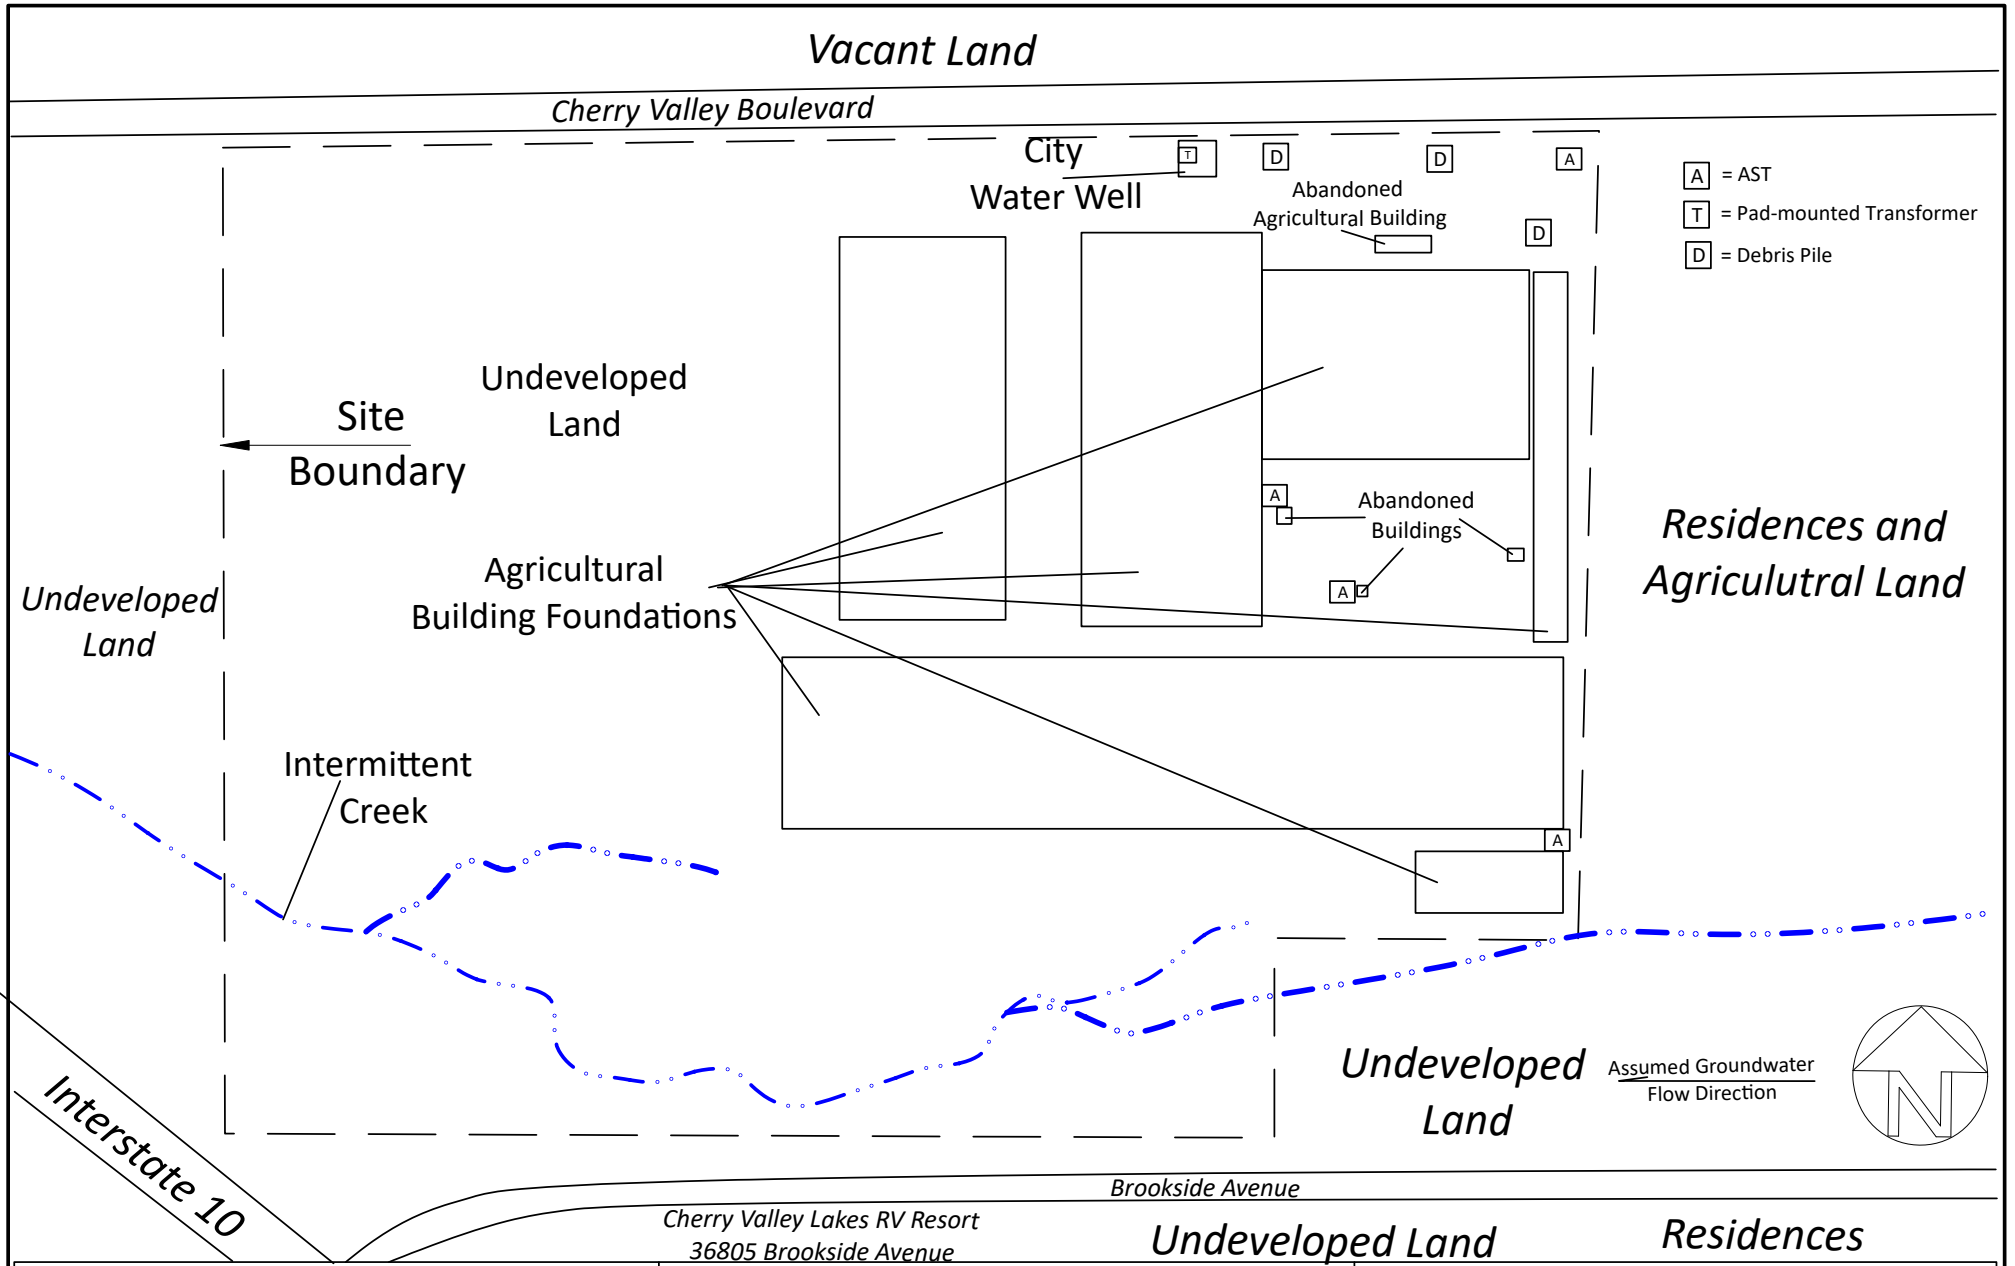 Vacant Land
Cherry Valley Boulevard
City
Water Well
T
D
D
A
A = AST
T = Pad-mounted Transformer
D = Debris Pile
Abandoned
Agricultural Building
D
Undeveloped
Land
Site
Boundary
A
Abandoned
Buildings
A
Residences and
Agriculutral Land
Agricultural
Building Foundations
Undeveloped
Land
Intermittent
Creek
A
Undeveloped
Land
Assumed Groundwater
Flow Direction
N
Interstate 10
Brookside Avenue
Cherry Valley Lakes RV Resort
36805 Brookside Avenue
Undeveloped Land
Residences